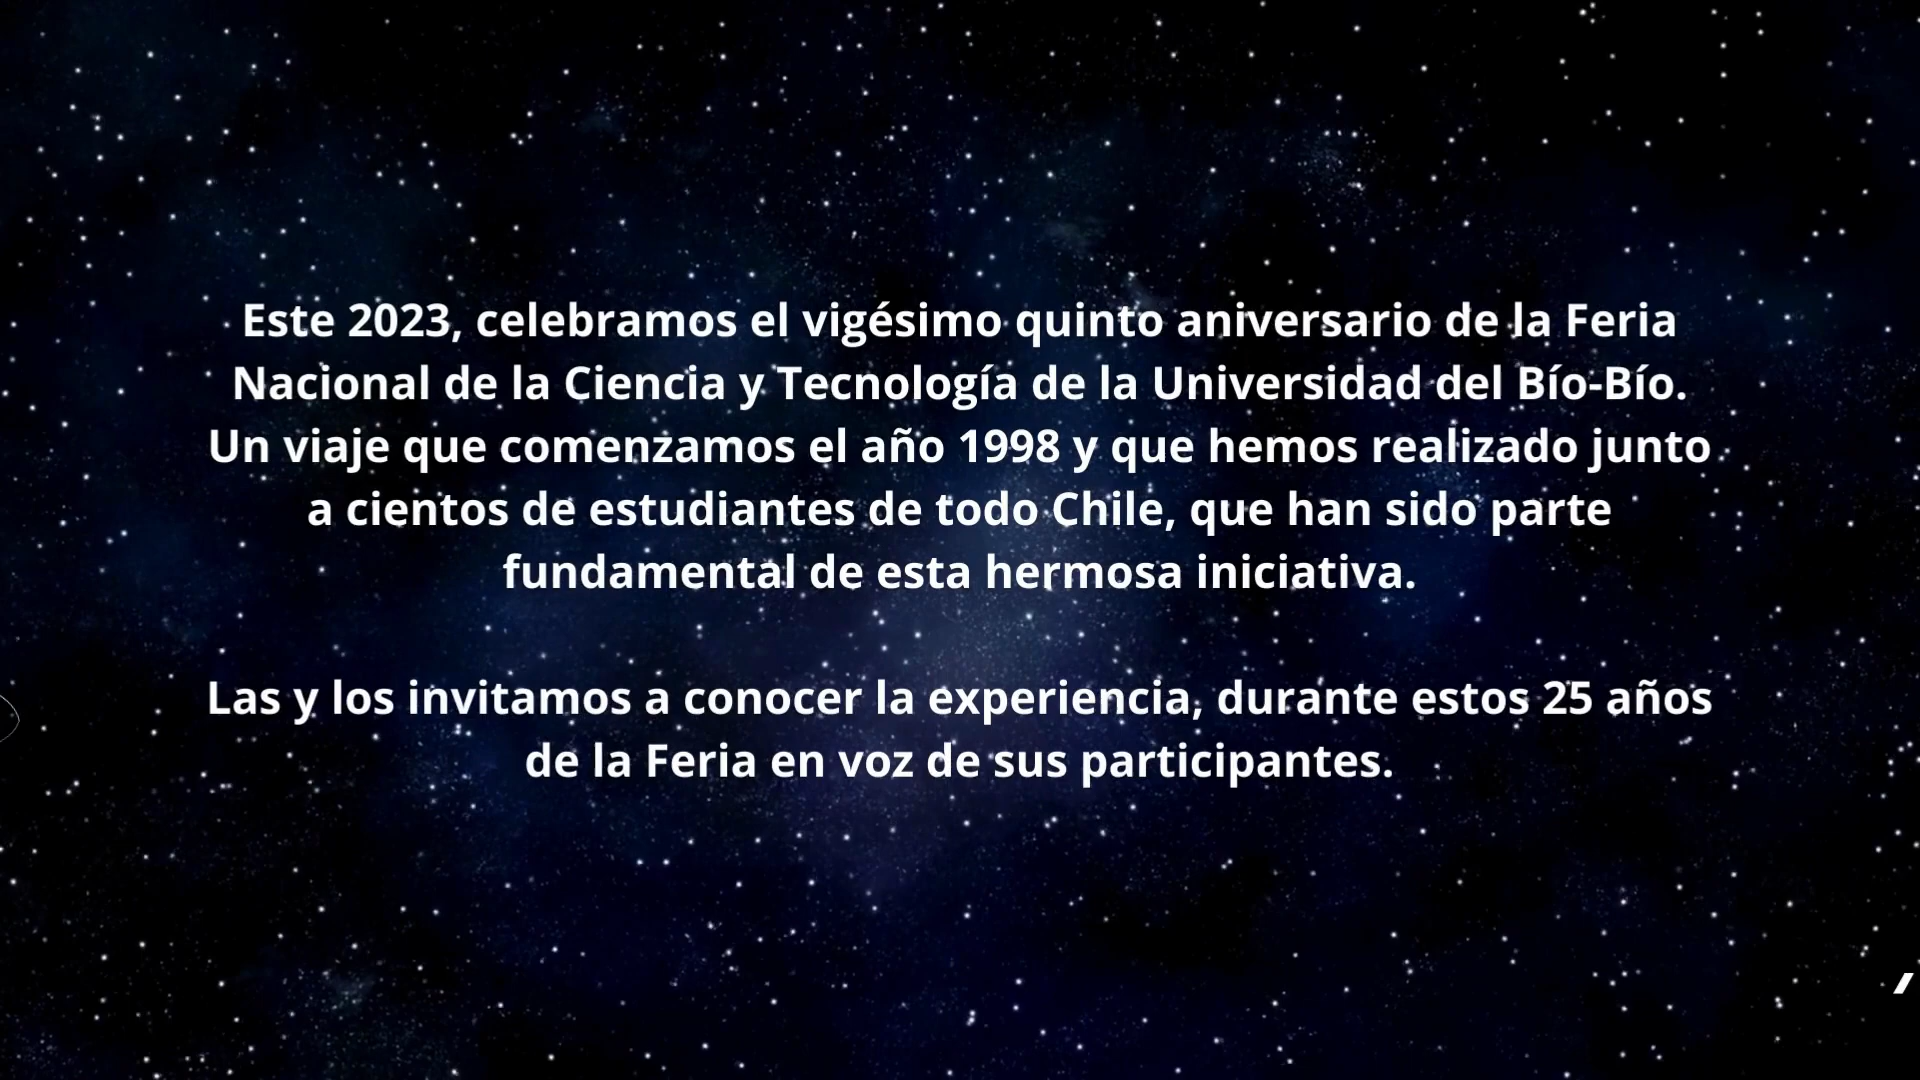 Este 2023, celebramos el vigésimo quinto aniversario de la Feria
Nacional de la Ciencia y Tecnología de la Universidad del Bío-Bío.
Un viaje que comenzamos el año 1998 y que hemos realizado junto
a cientos de estudiantes de todo Chile, que han sido parte
fundamental de esta hermosa iniciativa.
Las y los invitamos a conocer la experiencia, durante estos 25 años
de la Feria en voz de sus participantes.